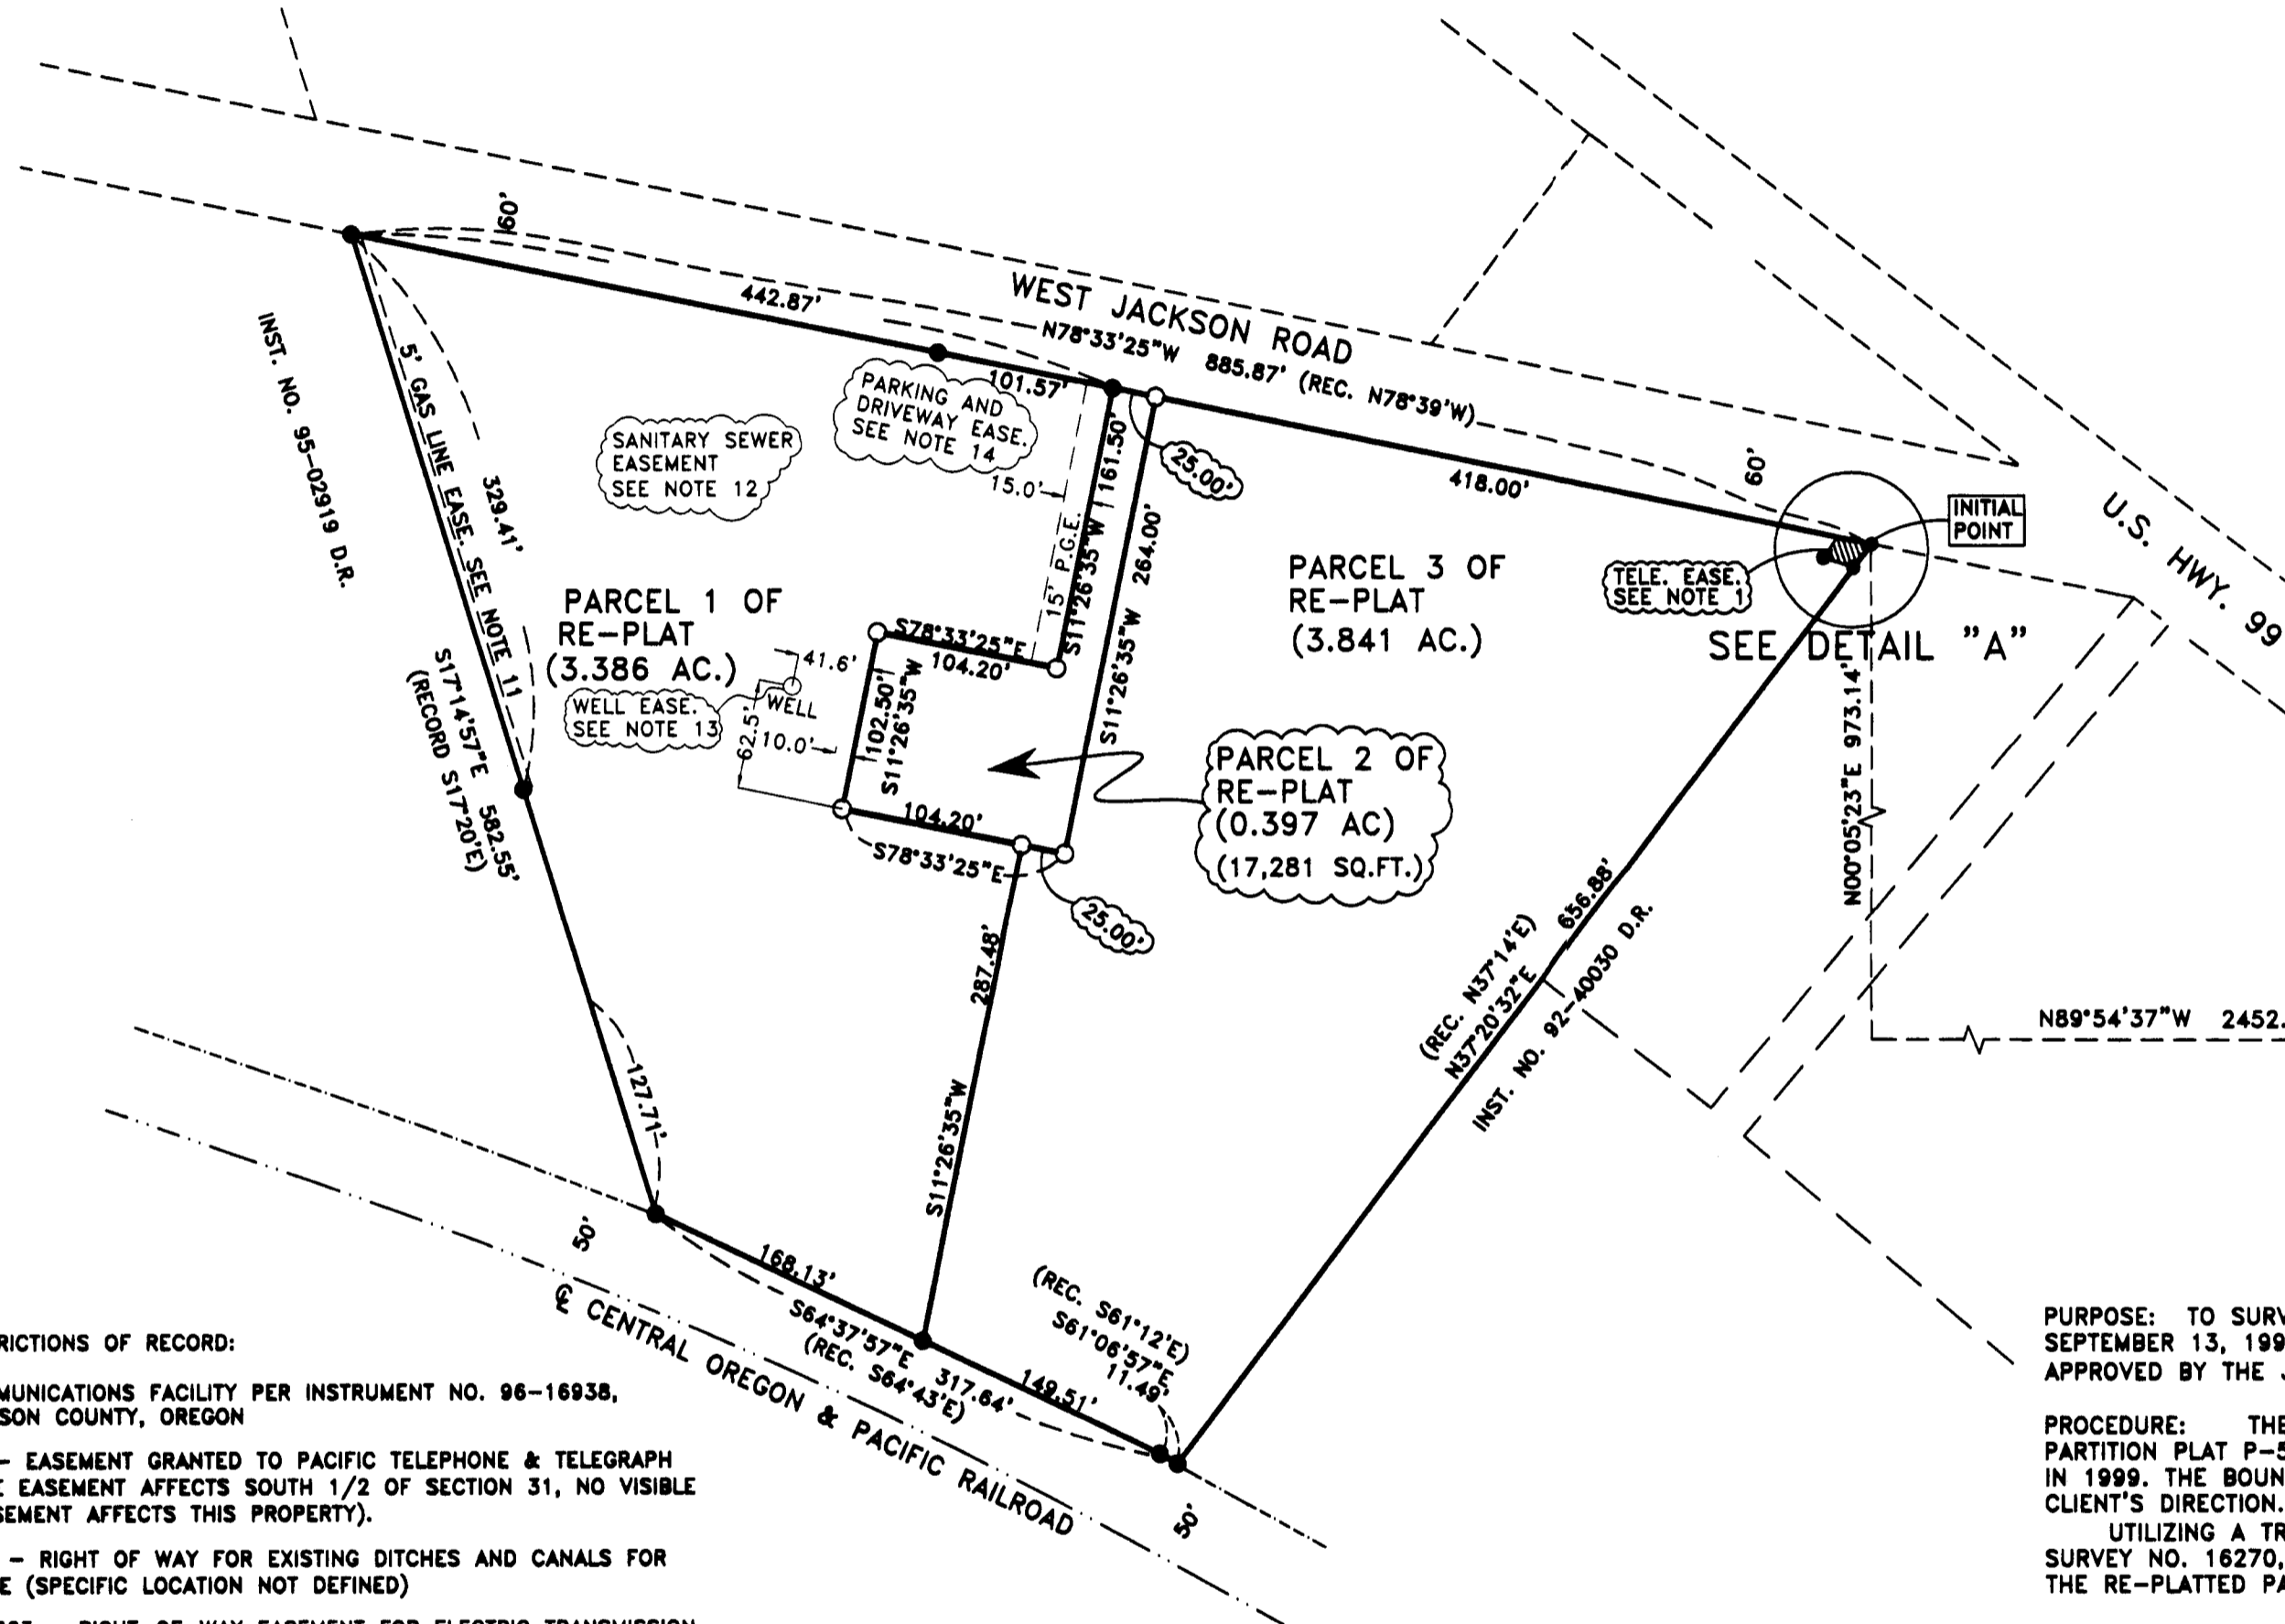 60'
442.87'
WEST JACKSON ROAD
N78°33'25"W 885.87' (REC. N78°39'W)
101.57'
PARKING AND
DRIVEWAY EASE.
SEE NOTE 14
25.00'
418.00'
60'
INITIAL
POINT
U.S. HWY. 99
TELE. EASE.
SEE NOTE 1
SEE DETAIL "A"
INST. NO. 95-02919 D.R.
5' GAS LINE EASE. SEE NOTE 11
329.41'
SANITARY SEWER
EASEMENT
SEE NOTE 12
15.0'
15' P.G.E.
S11°26'35"W 161.50'
264.00'
S11°26'35"W
PARCEL 3 OF
RE-PLAT
(3.841 AC.)
PARCEL 1 OF
RE-PLAT
(3.386 AC.)
S78°33'25"E
104.20'
41.6'
WELL
WELL EASE.
SEE NOTE 13
62.5'
10.0'
102.50'
S11°26'35"W
PARCEL 2 OF
RE-PLAT
(0.397 AC)
(17,281 SQ.FT.)
104.20'
S78°33'25"E
25.00'
S17°14'57"E 582.55'
(RECORD S17°20'E)
N00°05'23"E 973.14'
N89°54'37"W 2452.
287.48'
S11°26'35"W
(REC. N37°14'E)
N37°20'32"E 656.88'
INST. NO. 92-40030 D.R.
127.71'
50'
168.13'
S64°37'57"E 317.64'
(REC. S64°43'E)
149.51'
(REC. S61°12'E)
S61°06'57"E
11.49'
50'
℄ CENTRAL OREGON & PACIFIC RAILROAD
RICTIONS OF RECORD:
MUNICATIONS FACILITY PER INSTRUMENT NO. 96-16938,
SON COUNTY, OREGON
- EASEMENT GRANTED TO PACIFIC TELEPHONE & TELEGRAPH
E EASEMENT AFFECTS SOUTH 1/2 OF SECTION 31, NO VISIBLE
SEMENT AFFECTS THIS PROPERTY).
- RIGHT OF WAY FOR EXISTING DITCHES AND CANALS FOR
E (SPECIFIC LOCATION NOT DEFINED)
RIGHT OF WAY EASEMENT FOR ELECTRIC TRANSMISSION
PURPOSE: TO SURV
SEPTEMBER 13, 199
APPROVED BY THE J
PROCEDURE: THE
PARTITION PLAT P-5
IN 1999. THE BOUN
CLIENT'S DIRECTION.
UTILIZING A TR
SURVEY NO. 16270,
THE RE-PLATTED PA